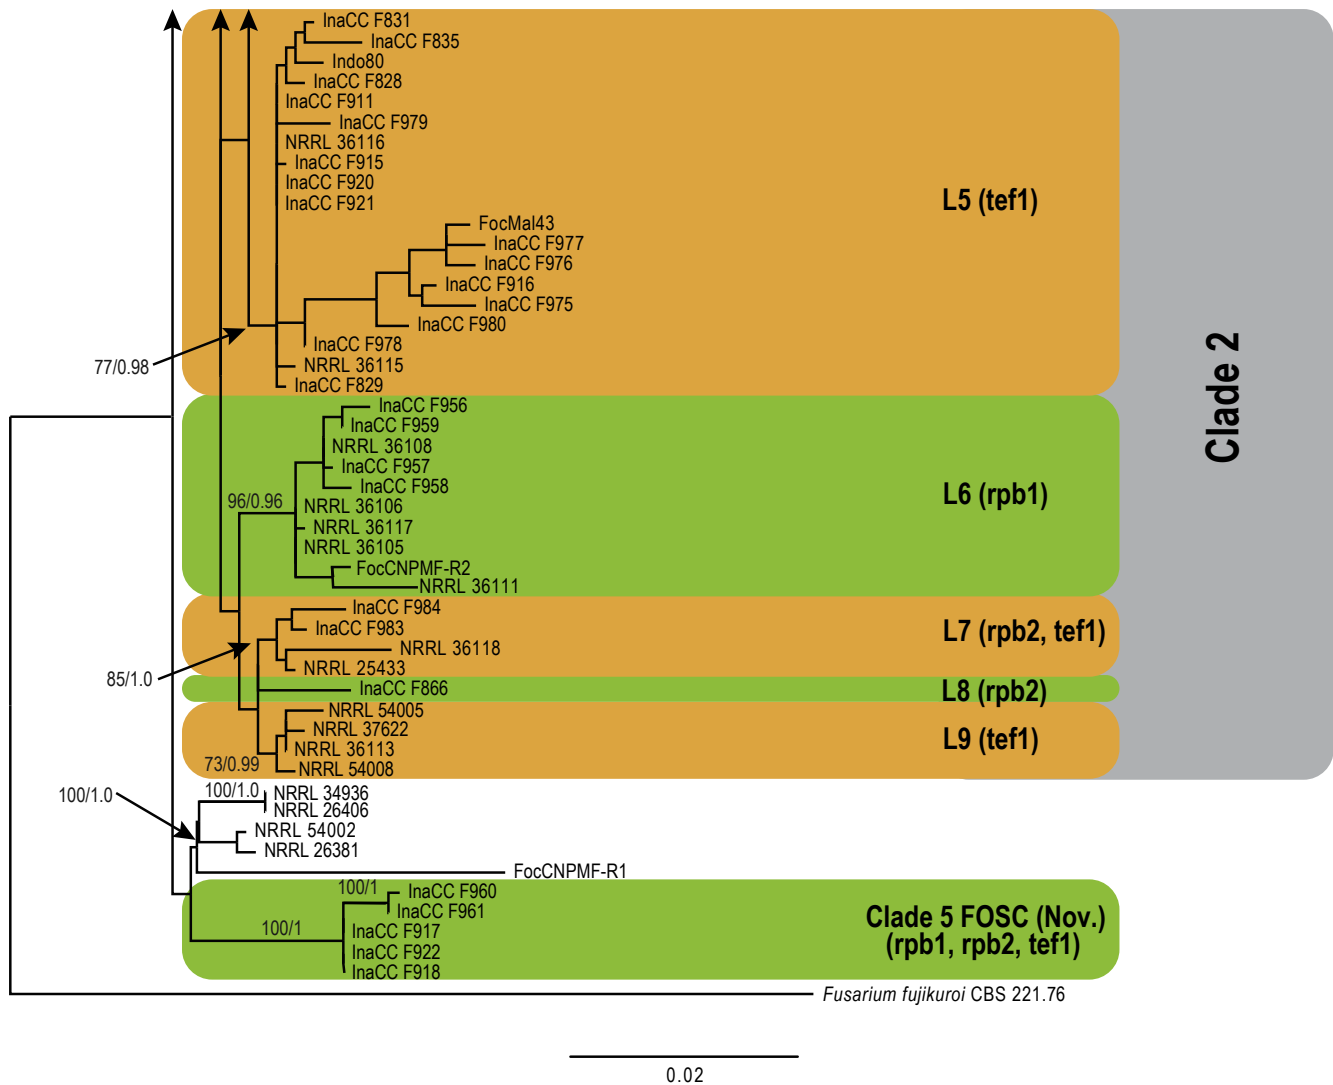 InaCC F831
InaCC F835
Indo80
InaCC F828
InaCC F911
InaCC F979
NRRL 36116
InaCC F915
InaCC F920
InaCC F921
L5 (tef1)
FocMal43
InaCC F977
InaCC F976
InaCC F916
InaCC F975
InaCC F980
InaCC F978
77/0.98
NRRL 36115
InaCC F829
Clade 2
InaCC F956
InaCC F959
NRRL 36108
InaCC F957
InaCC F958
96/0.96
L6 (rpb1)
NRRL 36106
NRRL 36117
NRRL 36105
FocCNPMF-R2
NRRL 36111
InaCC F984
InaCC F983
L7 (rpb2, tef1)
NRRL 36118
NRRL 25433
85/1.0
InaCC F866
L8 (rpb2)
NRRL 54005
NRRL 37622
NRRL 36113
L9 (tef1)
73/0.99
NRRL 54008
100/1.0
100/1.0
NRRL 34936
NRRL 26406
NRRL 54002
NRRL 26381
FocCNPMF-R1
100/1
InaCC F960
InaCC F961
100/1
InaCC F917
InaCC F922
InaCC F918
Clade 5 FOSC (Nov.)
(rpb1, rpb2, tef1)
Fusarium fujikuroi CBS 221.76
0.02